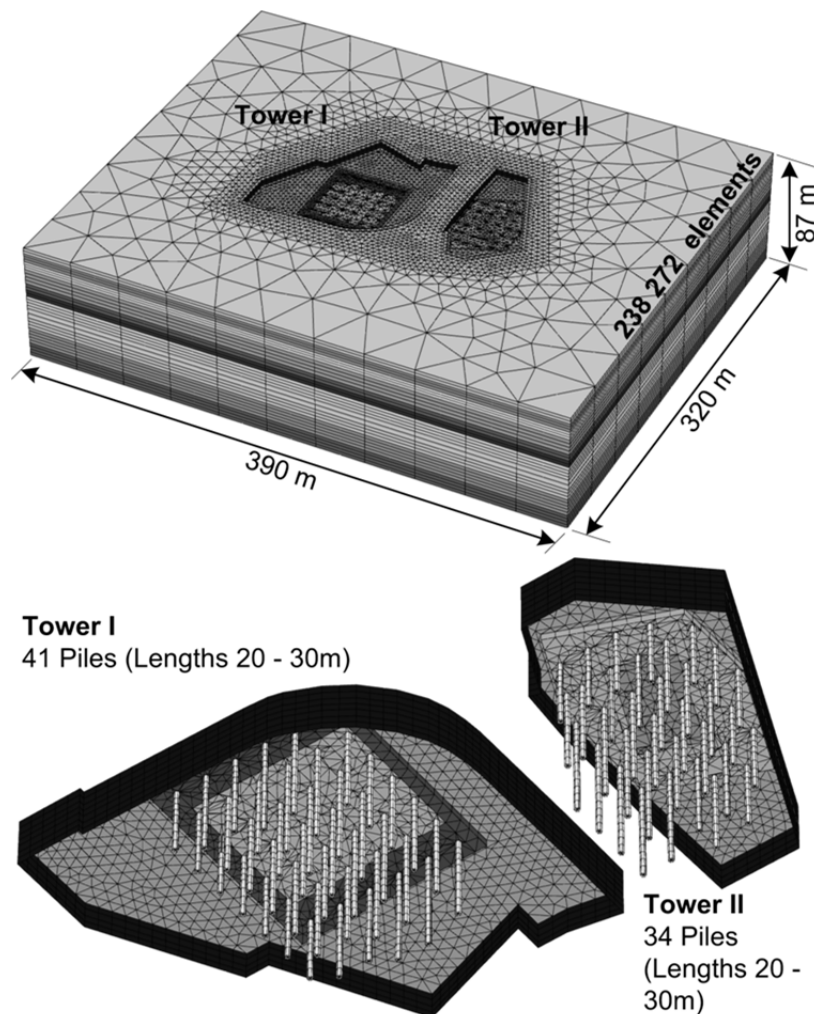 Tower I
Tower II
238 272 elements
87 m
320 m
390 m
Tower I
41 Piles (Lengths 20 - 30m)
Tower II
34 Piles
(Lengths 20 -
30m)